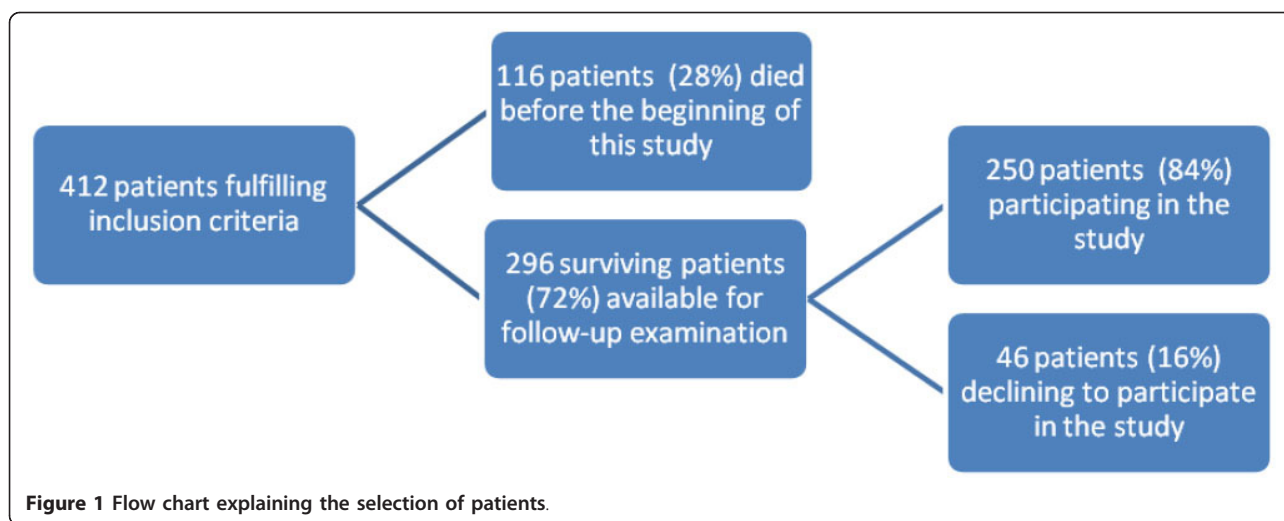 412 patients fulfilling
inclusion criteria
116 patients (28%) died
before the beginning of
this study
296 surviving patients
(72%) available for
follow-up examination
250 patients (84%)
participating in the
study
46 patients (16%)
declining to participate
in the study
Figure 1 Flow chart explaining the selection of patients.